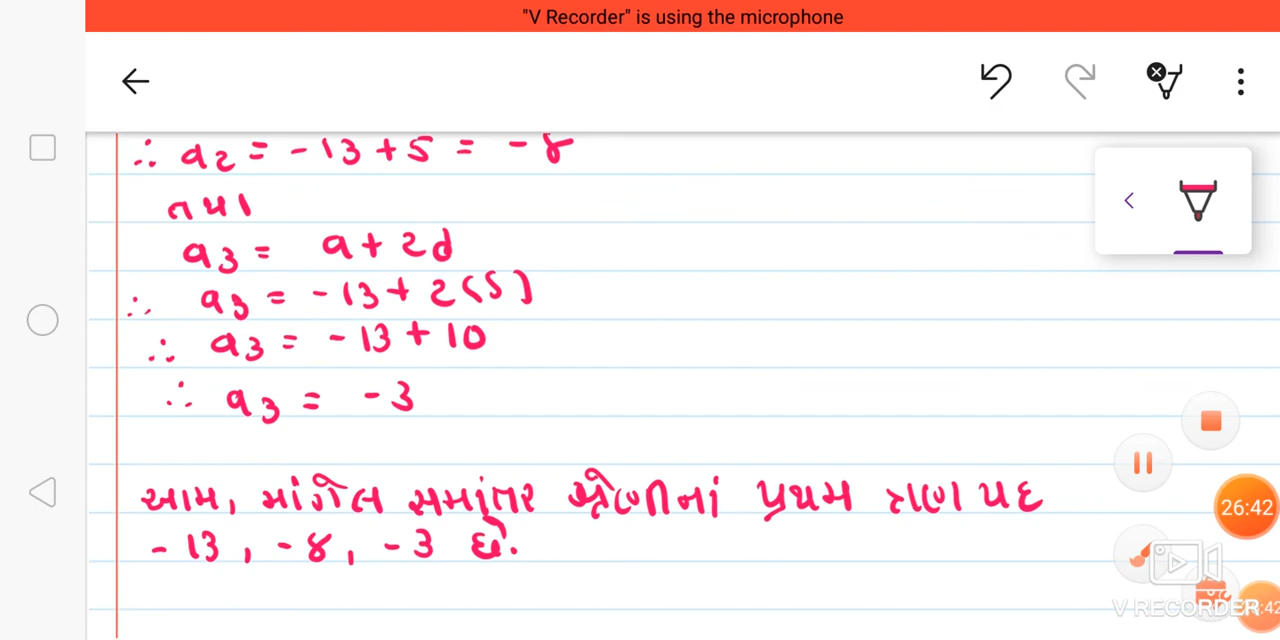 "V Recorder" is using the microphone
∴ a2 = -13 + 5 = -8
તથા
a3 = a + 2d
∴ a3 = -13 + 2(5)
∴ a3 = -13 + 10
∴ a3 = -3
આમ, માંગેલ સમાંતર શ્રેણીનાં પ્રથમ ત્રણ પદ
-13, -8, -3 છે.
26:42
V RECORDER